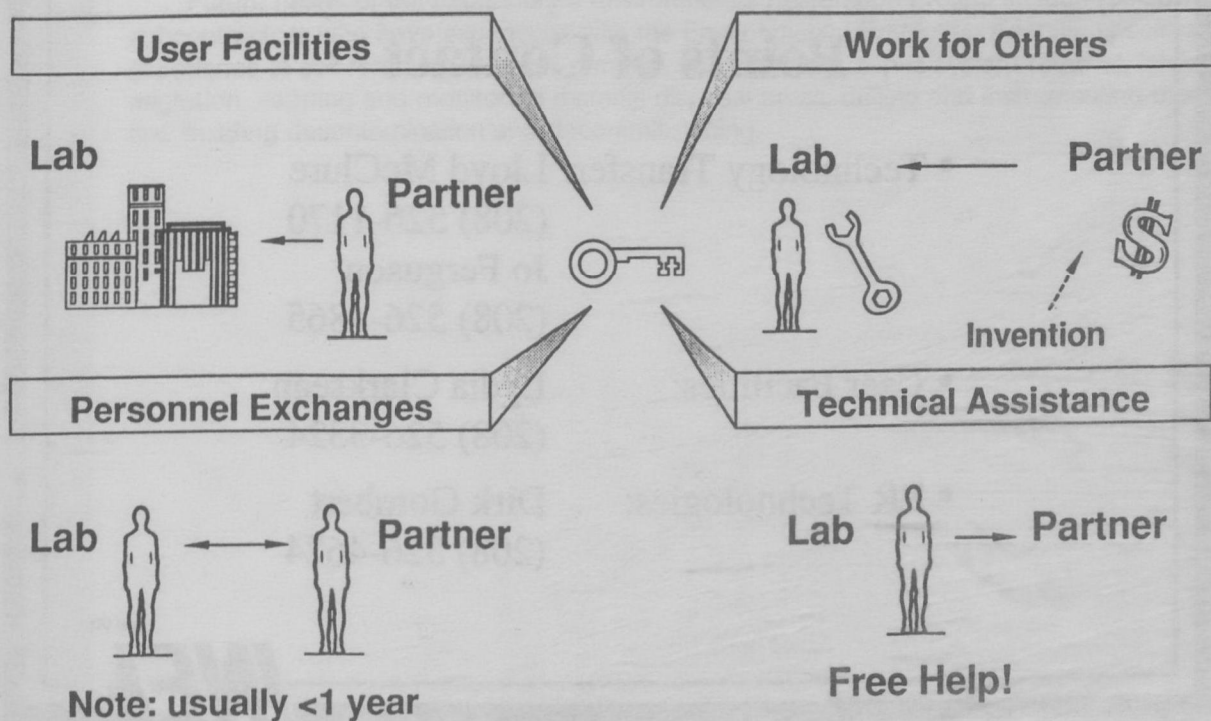 User Facilities
Work for Others
Lab
Partner
Lab
Partner
Invention
Personnel Exchanges
Technical Assistance
Lab
Partner
Lab
Partner
Note: usually <1 year
Free Help!